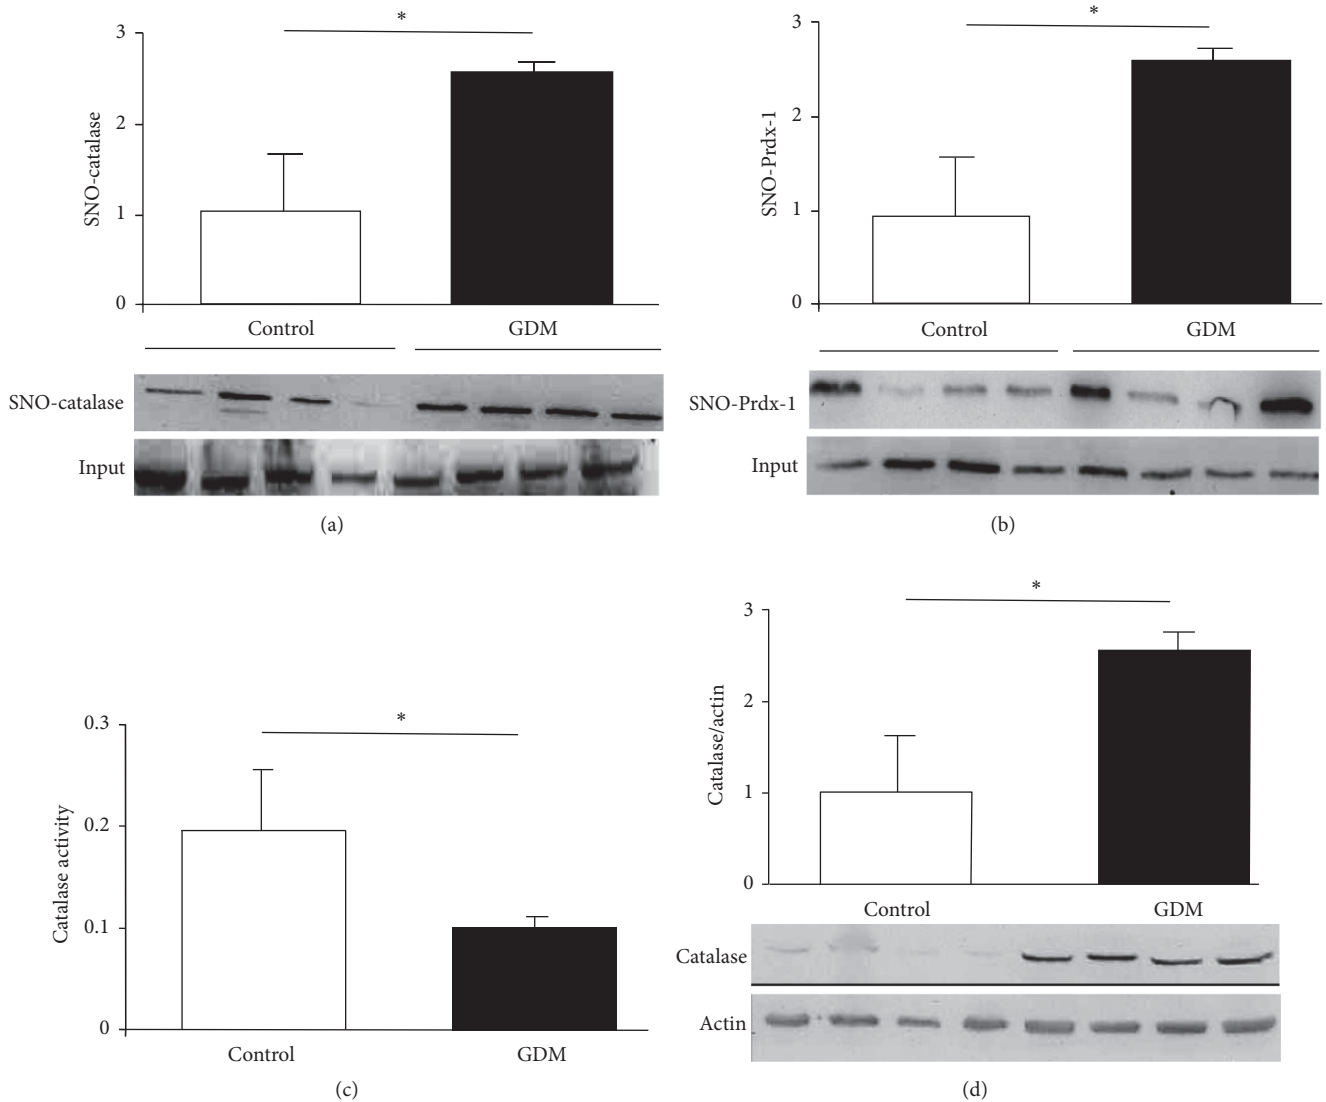 *
3
2
1
0
SNO-catalase
Control
GDM
SNO-catalase
Input
(a)
*
3
2
1
0
SNO-Prdx-1
Control
GDM
SNO-Prdx-1
Input
(b)
*
0.3
0.2
0.1
0
Catalase activity
Control
GDM
(c)
*
3
2
1
0
Catalase/actin
Control
GDM
Catalase
Actin
(d)